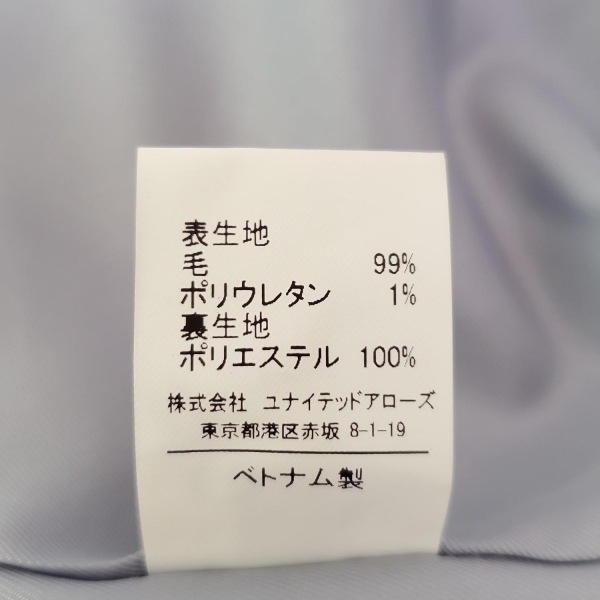 表生地
毛 99%
ポリウレタン 1%
裏生地
ポリエステル 100%
株式会社 ユナイテッドアローズ
東京都港区赤坂 8-1-19
ベトナム製